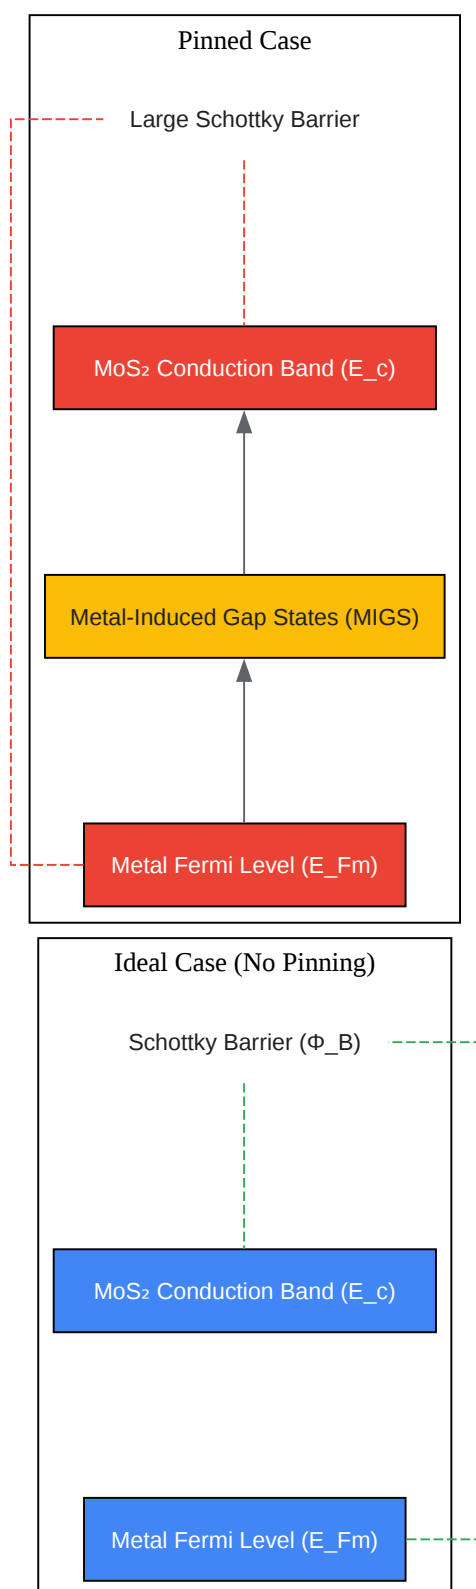 Pinned Case
Large Schottky Barrier
MoS₂ Conduction Band (E_c)
Metal-Induced Gap States (MIGS)
Metal Fermi Level (E_Fm)
Ideal Case (No Pinning)
Schottky Barrier (Φ_B)
MoS₂ Conduction Band (E_c)
Metal Fermi Level (E_Fm)